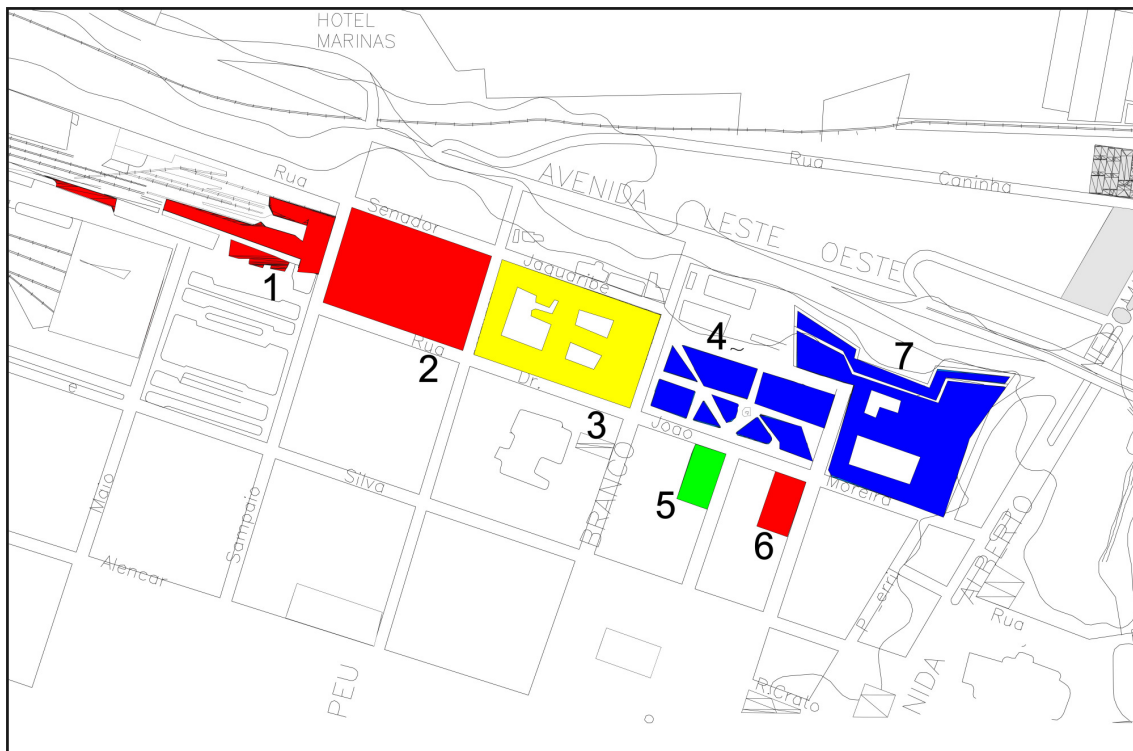 HOTEL
MARINAS
Rua
Rua
Caninha
AVENIDA
LESTE
OESTE
Senador
Jaguaribe
1
2
3
4
~
7
Rua
Dr.
João
Moreira
5
6
BRANCO
Silva
Maio
Sampaio
Alencar
e
PEU
ALBERTO
Rua
NIDA
R.Crato